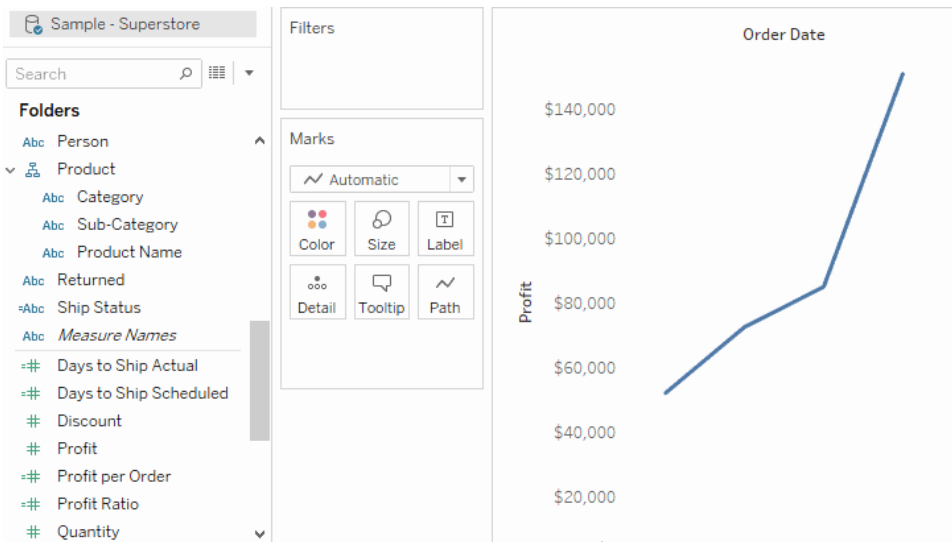 Sample - Superstore
Search
Folders
Abc Person
Product
Abc Category
Abc Sub-Category
Abc Product Name
Abc Returned
=Abc Ship Status
Abc Measure Names
=# Days to Ship Actual
=# Days to Ship Scheduled
# Discount
# Profit
=# Profit per Order
=# Profit Ratio
# Quantity
Filters
Marks
Automatic
Color Size T Label
Detail Tooltip Path
Order Date
Profit
$140,000
$120,000
$100,000
$80,000
$60,000
$40,000
$20,000